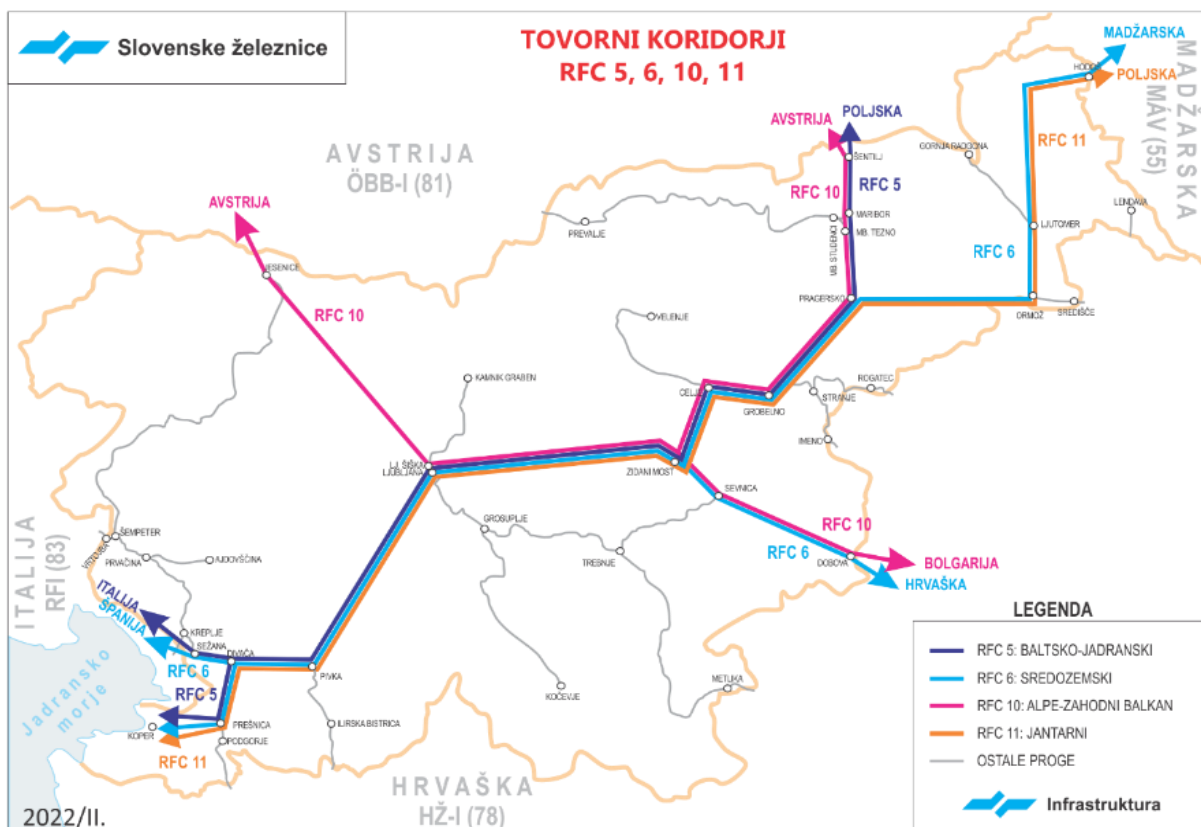 Slovenske železnice
TOVORNI KORIDORJI
RFC 5, 6, 10, 11
MADŽARSKA
HODOŠ
POLJSKA
MADŽARSKA
MÁV (55)
AVSTRIJA
POLJSKA
ŠENTILJ
GORNJA RADGONA
RFC 11
AVSTRIJA
ÖBB-I (81)
RFC 10
RFC 5
AVSTRIJA
PREVALJE
MARIBOR
MB. TEZNO
MB. STUDENCI
LENDAVA
LJUTOMER
RFC 6
JESENICE
PRAGERSKO
ORMOŽ
SREDIŠČE
RFC 10
VELENJE
KAMNIK GRABEN
CELJE
GROBELNO
ROGATEC
STRANJE
IMENO
LJ. ŠIŠKA
LJUBLJANA
ZIDANI MOST
SEVNICA
GROSUPLJE
TREBNJE
RFC 10
RFC 6
DOBOVA
BOLGARIJA
HRVAŠKA
ITALIJA
RFI (83)
ŠEMPETER
VRTOJBA
PRVAČINA
AJDOVŠČINA
ITALIJA
ŠPANIJA
KREPLJE
SEŽANA
DIVAČA
RFC 6
PIVKA
RFC 5
Jadransko
morje
KOPER
PREŠNICA
PODGORJE
RFC 11
ILIRSKA BISTRICA
KOČEVJE
METLIKA
HRVAŠKA
HŽ-I (78)
LEGENDA
RFC 5: BALTSKO-JADRANSKI
RFC 6: SREDOZEMSKI
RFC 10: ALPE-ZAHODNI BALKAN
RFC 11: JANTARNI
OSTALE PROGE
Infrastruktura
2022/II.